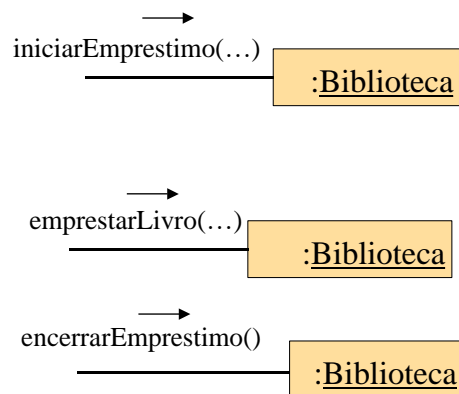 iniciarEmprestimo(…)
:Biblioteca
emprestarLivro(…)
:Biblioteca
encerrarEmprestimo()
:Biblioteca